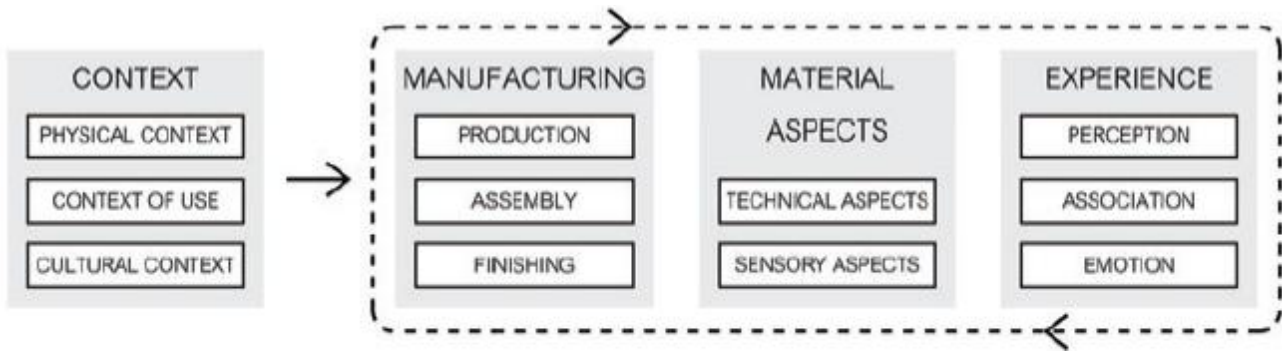 CONTEXT
PHYSICAL CONTEXT
CONTEXT OF USE
CULTURAL CONTEXT
MANUFACTURING
PRODUCTION
ASSEMBLY
FINISHING
MATERIAL
ASPECTS
TECHNICAL ASPECTS
SENSORY ASPECTS
EXPERIENCE
PERCEPTION
ASSOCIATION
EMOTION